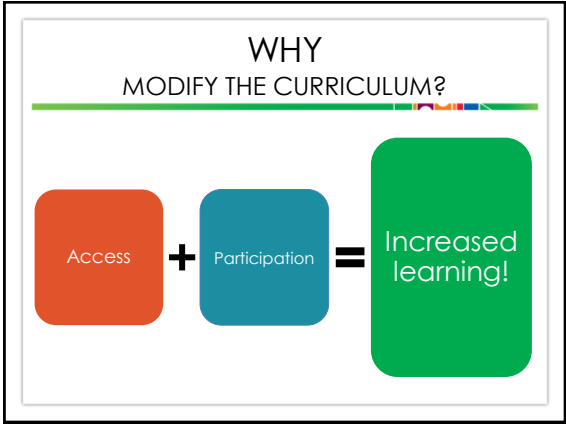 WHY
MODIFY THE CURRICULUM?
Access + Participation = Increased
learning!